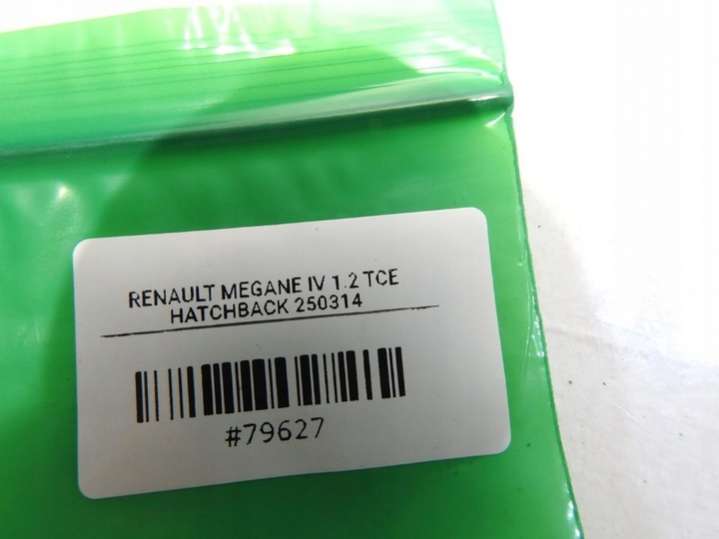 RENAULT MEGANE IV 1.2 TCE
HATCHBACK 250314
#79627